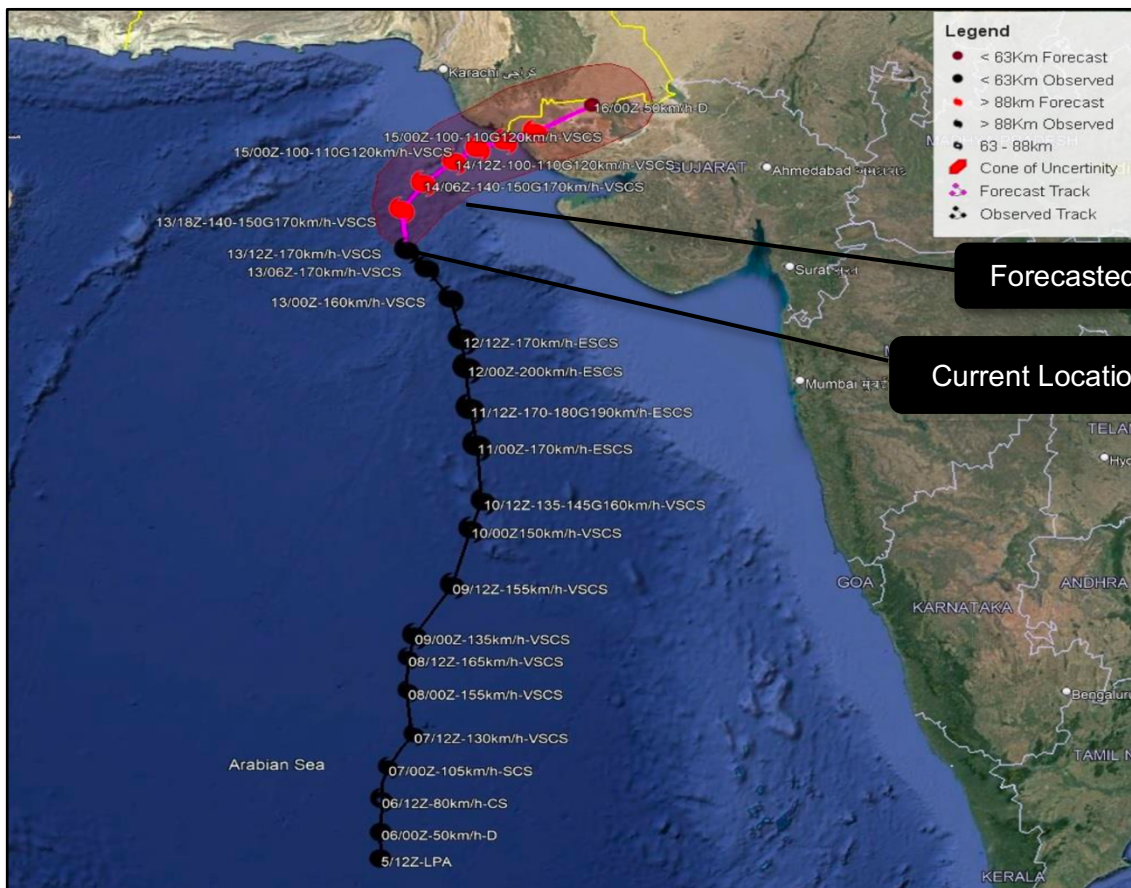 Legend
< 63Km Forecast
< 63Km Observed
> 88km Forecast
> 88Km Observed
63 - 88km
Cone of Uncertinity
Forecast Track
Observed Track
Karachi کراچی
16/00Z-50km/h-D
15/00Z-100-110G120km/h-VSCS
15/00Z-100-110G120km/h-VSCS
14/12Z-100-110G120km/h-VSCS
GUJARAT
Ahmedabad
14/06Z-140-150G170km/h-VSCS
13/18Z-140-150G170km/h-VSCS
13/12Z-170km/h-VSCS
13/06Z-170km/h-VSCS
Surat
Forecasted
13/00Z-160km/h-VSCS
12/12Z-170km/h-ESCS
Current Locatio
12/00Z-200km/h-ESCS
Mumbai
11/12Z-170-180G190km/h-ESCS
TELAN
11/00Z-170km/h-ESCS
Hyd
10/12Z-135-145G160km/h-VSCS
10/00Z150km/h-VSCS
GOA
ANDHRA
09/12Z-155km/h-VSCS
KARNATAKA
09/00Z-135km/h-VSCS
08/12Z-165km/h-VSCS
08/00Z-155km/h-VSCS
Bengaluru
07/12Z-130km/h-VSCS
TAMIL N
Arabian Sea
07/00Z-105km/h-SCS
06/12Z-80km/h-CS
06/00Z-50km/h-D
5/12Z-LPA
KERALA